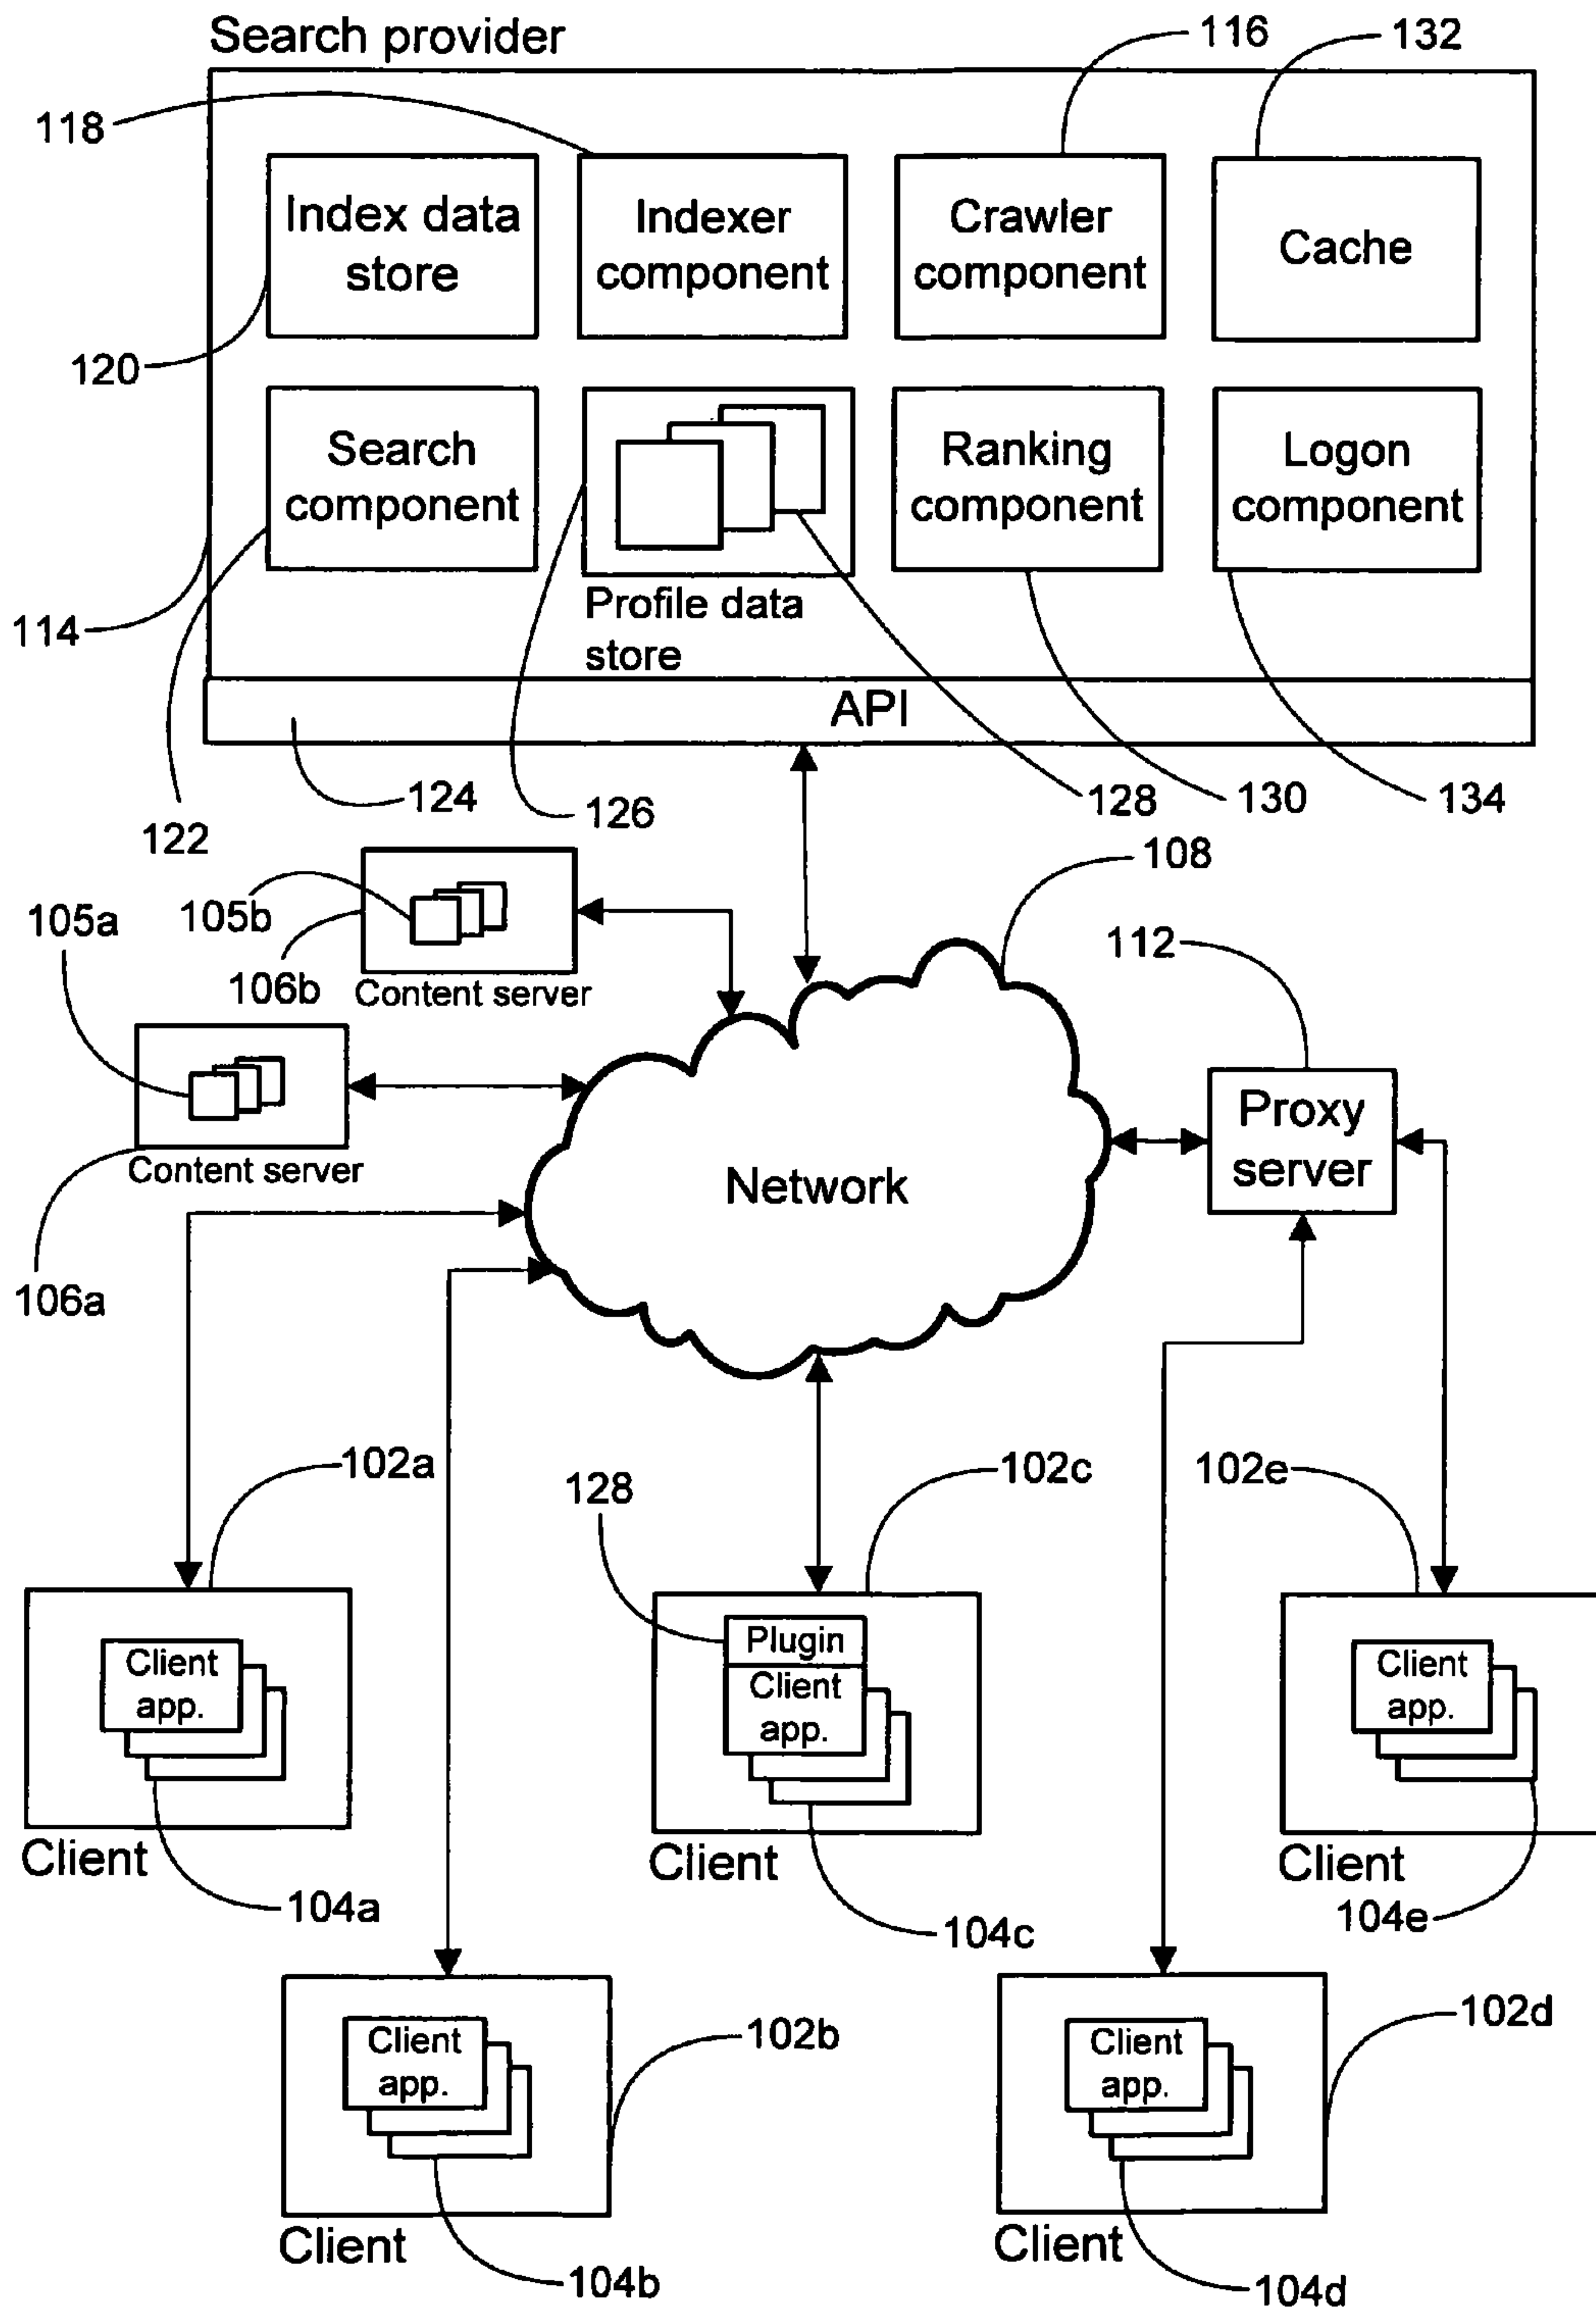 Search provider
116
132
118
Index data
store
Indexer
component
Crawler
component
Cache
120
Search
component
Ranking
component
Logon
component
Profile data
store
114
API
122
124
126
128
130
134
108
105b
105a
112
106b
Content server
Proxy
server
Content server
Network
106a
102a
128
102c
102e
Client
app.
Plugin
Client
app.
Client
app.
Client
Client
Client
104a
104c
104e
102b
102d
Client
app.
Client
app.
Client
Client
104b
104d